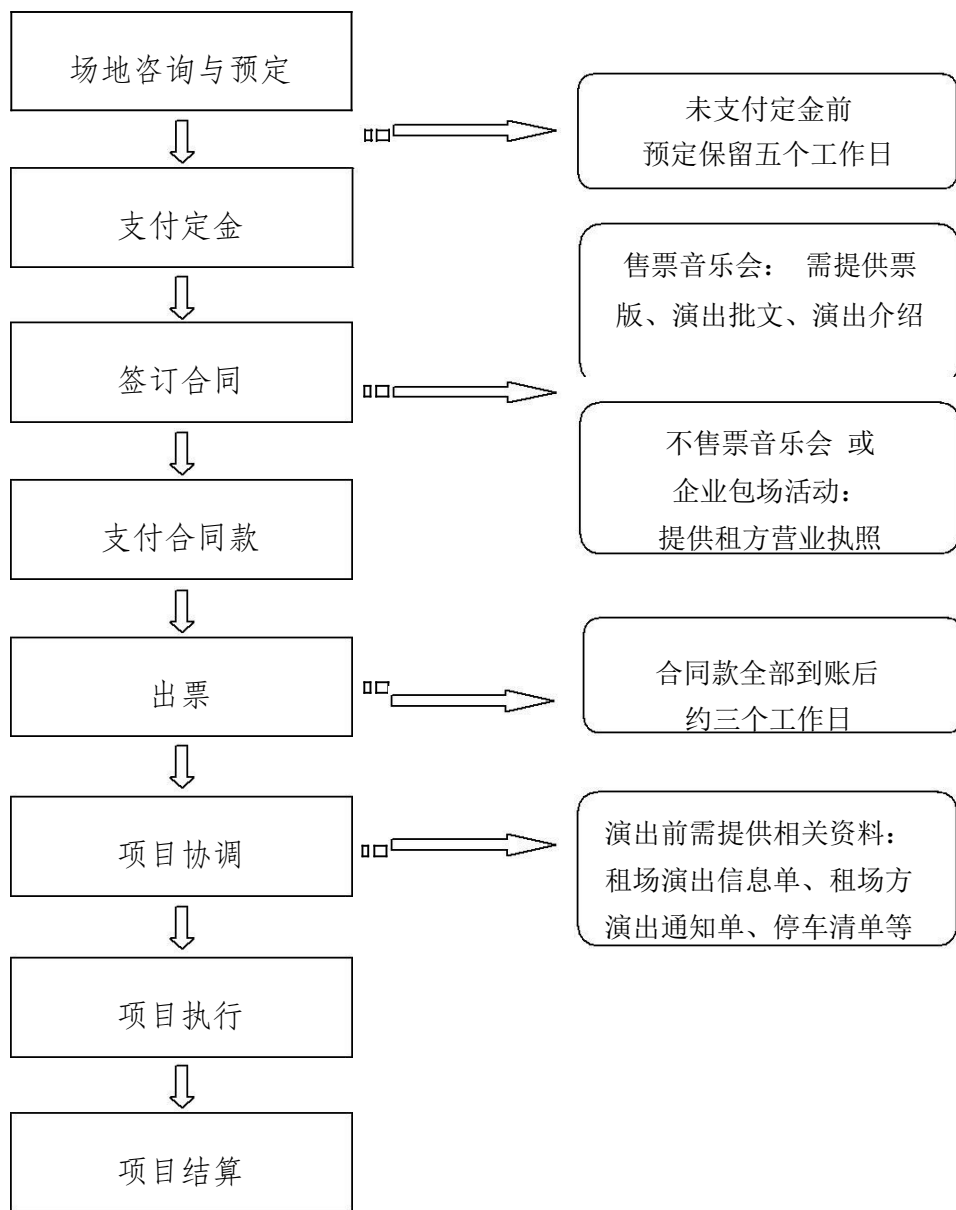 场地咨询与预定
未支付定金前
预定保留五个工作日
支付定金
售票音乐会： 需提供票
版、演出批文、演出介绍
签订合同
不售票音乐会 或
企业包场活动：
提供租方营业执照
支付合同款
出票
合同款全部到账后
约三个工作日
项目协调
演出前需提供相关资料：
租场演出信息单、租场方
演出通知单、停车清单等
项目执行
项目结算